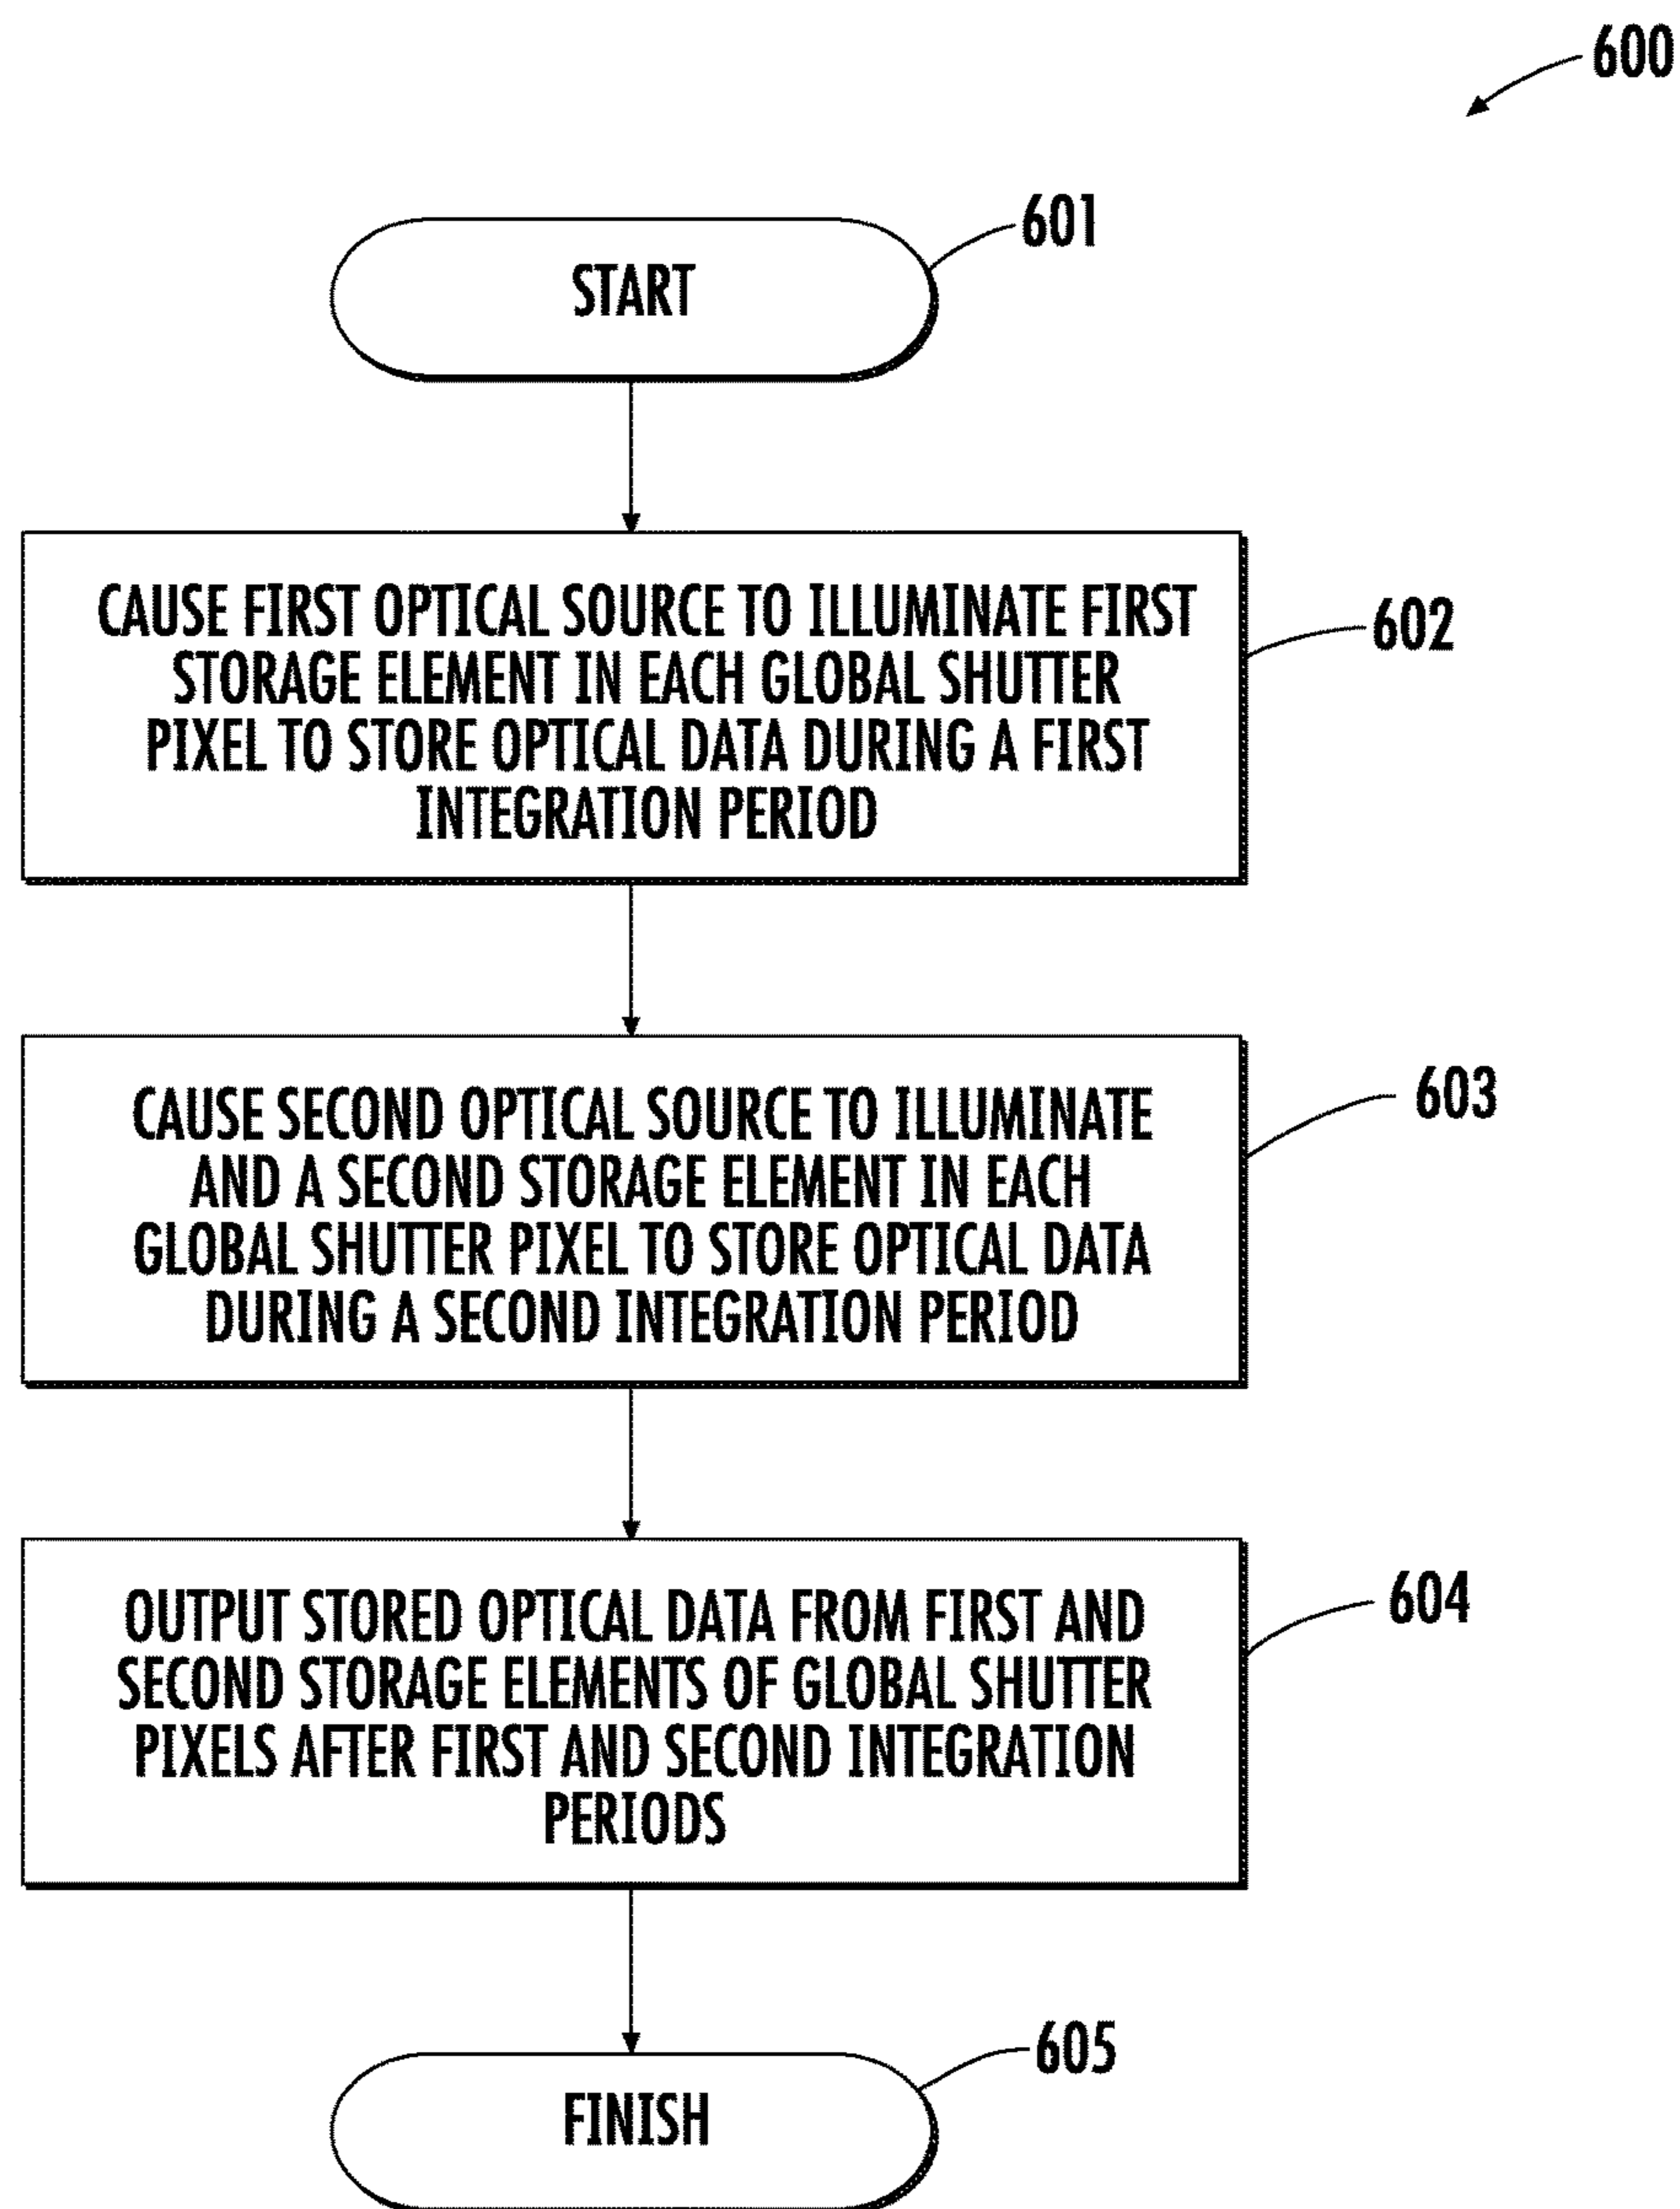 600
601
START
CAUSE FIRST OPTICAL SOURCE TO ILLUMINATE FIRST
STORAGE ELEMENT IN EACH GLOBAL SHUTTER
PIXEL TO STORE OPTICAL DATA DURING A FIRST
INTEGRATION PERIOD
602
CAUSE SECOND OPTICAL SOURCE TO ILLUMINATE
AND A SECOND STORAGE ELEMENT IN EACH
GLOBAL SHUTTER PIXEL TO STORE OPTICAL DATA
DURING A SECOND INTEGRATION PERIOD
603
OUTPUT STORED OPTICAL DATA FROM FIRST AND
SECOND STORAGE ELEMENTS OF GLOBAL SHUTTER
PIXELS AFTER FIRST AND SECOND INTEGRATION
PERIODS
604
605
FINISH